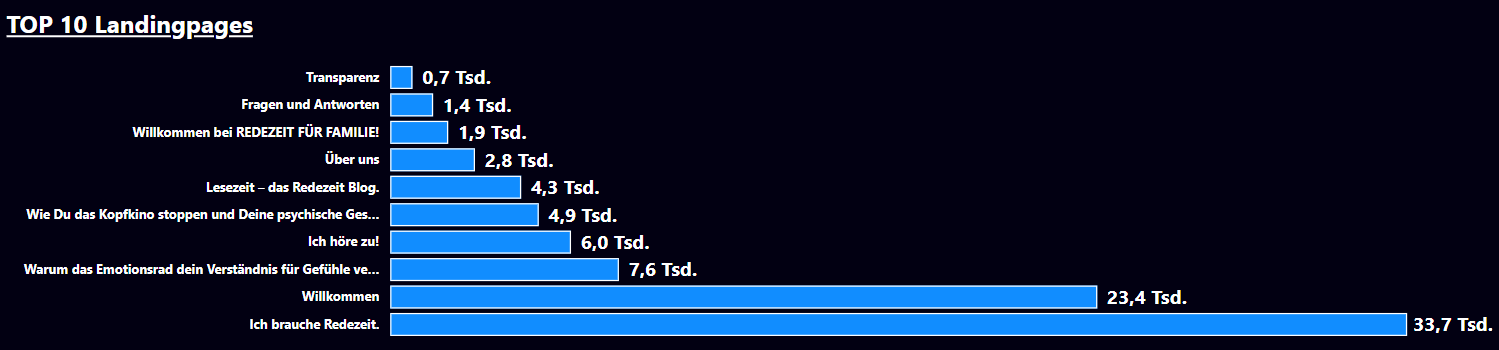 TOP 10 Landingpages
Transparenz 0,7 Tsd.
Fragen und Antworten 1,4 Tsd.
Willkommen bei REDEZEIT FÜR FAMILIE! 1,9 Tsd.
Über uns 2,8 Tsd.
Lesezeit – das Redezeit Blog. 4,3 Tsd.
Wie Du das Kopfkino stoppen und Deine psychische Ges... 4,9 Tsd.
Ich höre zu! 6,0 Tsd.
Warum das Emotionsrad dein Verständnis für Gefühle ve... 7,6 Tsd.
Willkommen 23,4 Tsd.
Ich brauche Redezeit. 33,7 Tsd.